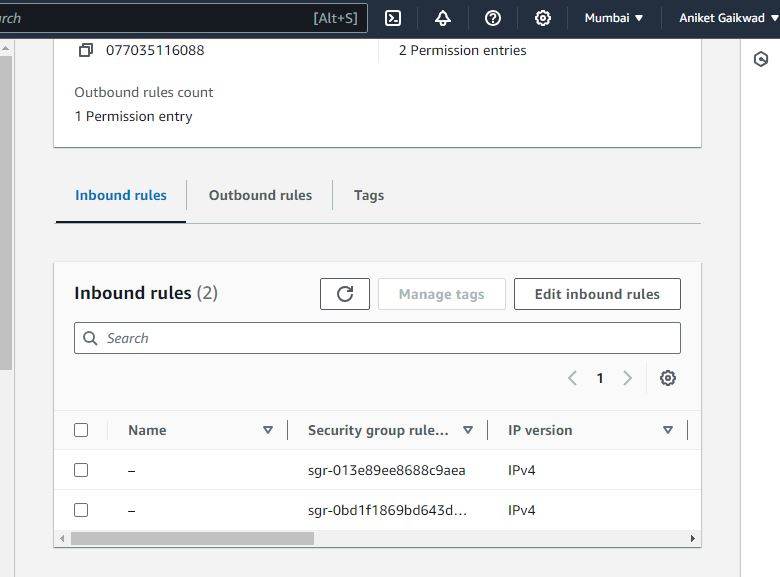 rch [Alt+S] Mumbai ▼ Aniket Gaikwad ▼
077035116088 2 Permission entries
Outbound rules count
1 Permission entry
Inbound rules Outbound rules Tags
Inbound rules (2) Manage tags Edit inbound rules
Search
1
Name Security group rule... IP version
– sgr-013e89ee8688c9aea IPv4
– sgr-0bd1f1869bd643d... IPv4